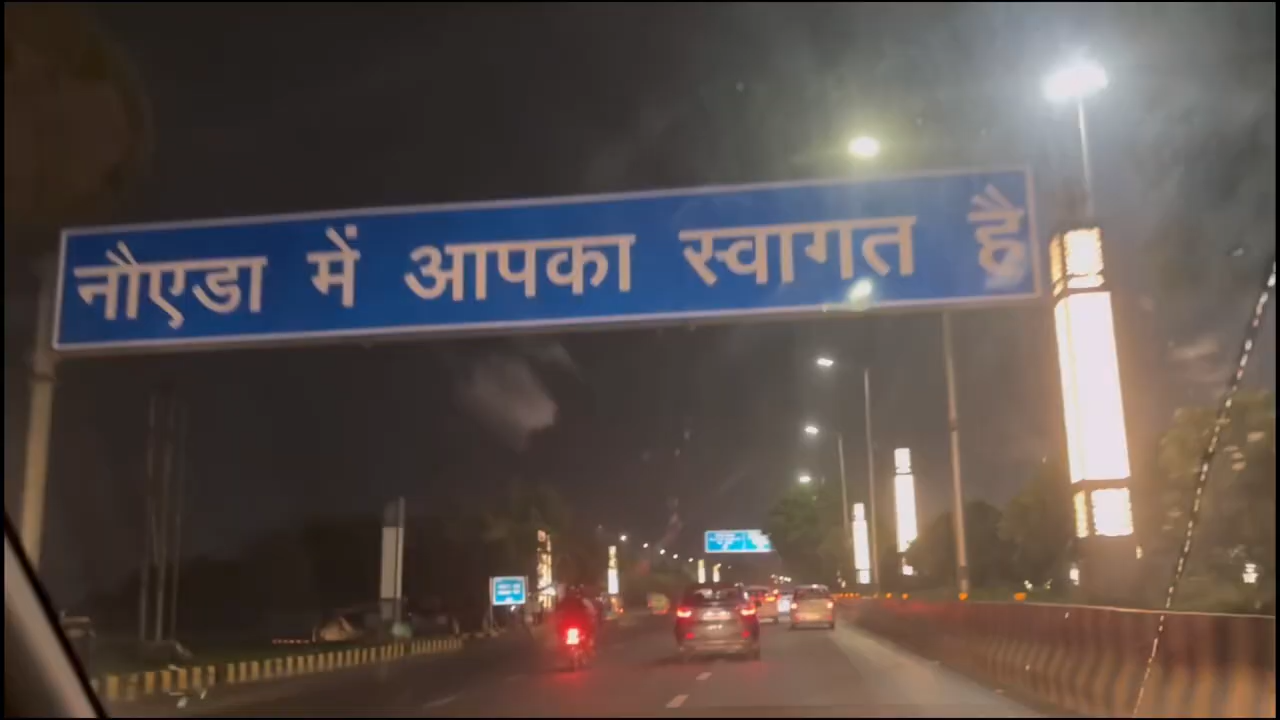 नौएडा में आपका स्वागत है